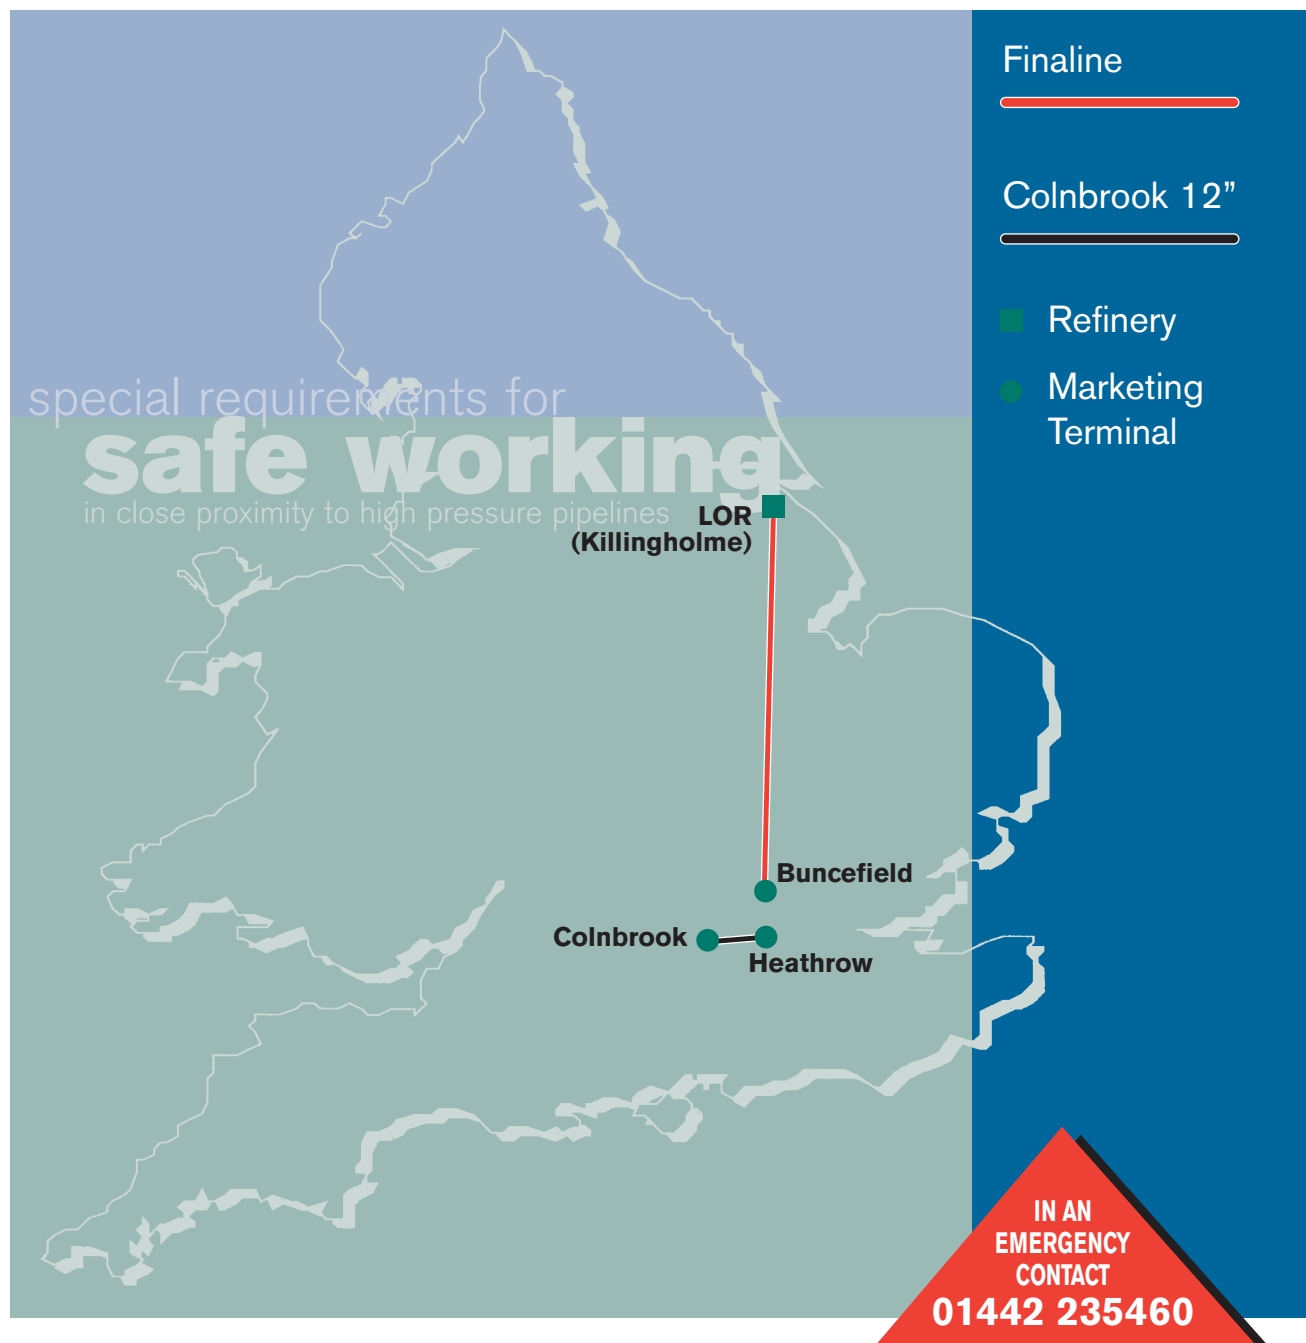 Finaline
Colnbrook 12”
Refinery
Marketing
Terminal
special requirements for
safe working
in close proximity to high pressure pipelines
LOR
(Killingholme)
Buncefield
Colnbrook
Heathrow
IN AN
EMERGENCY
CONTACT
01442 235460